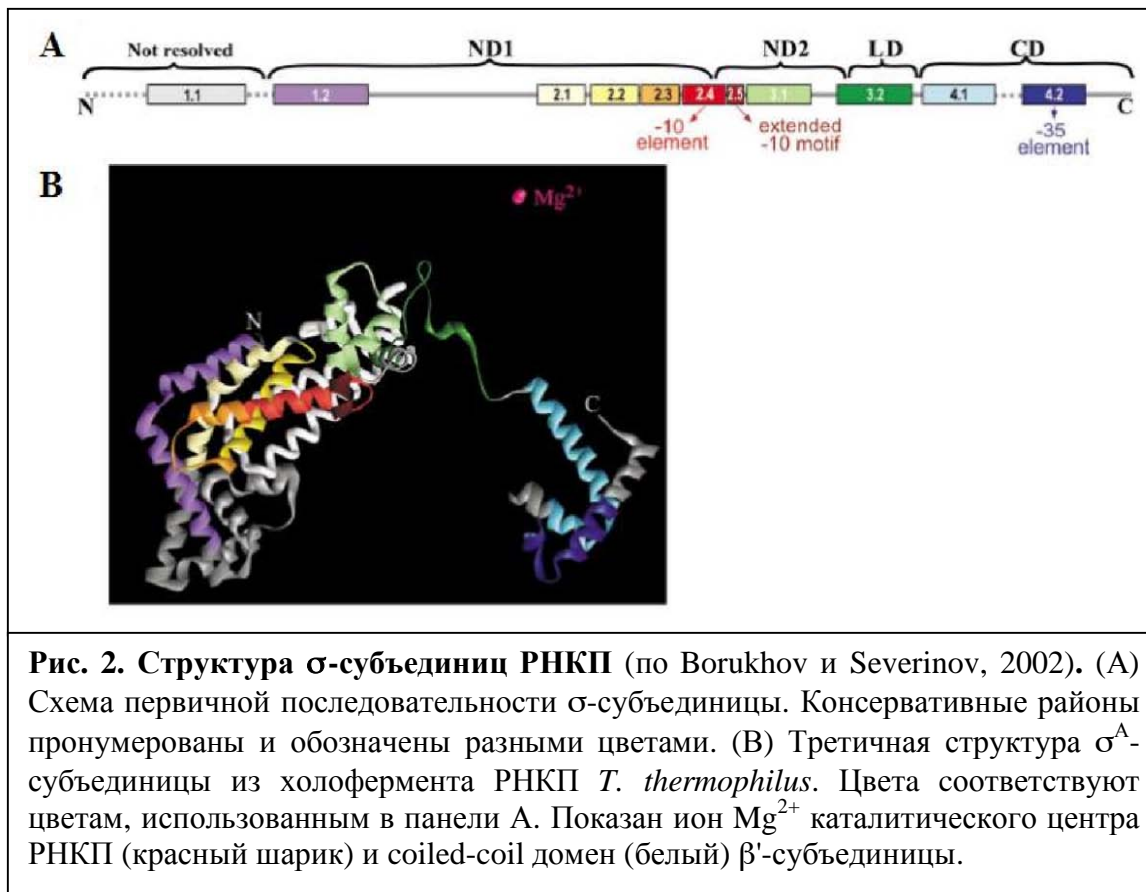 A
Not resolved ND1 ND2 LD CD
1.1 1.2 2.1 2.2 2.3 2.4 2.5 3.1 3.2 4.1 4.2
N C
-10 extended -35
element -10 motif element
B
Mg²⁺
N
C
Рис. 2. Структура σ-субъединиц РНКП (по Borukhov и Severinov, 2002). (А)
Схема первичной последовательности σ-субъединицы. Консервативные районы
пронумерованы и обозначены разными цветами. (В) Третичная структура σᴬ-
субъединицы из холофермента РНКП T. thermophilus. Цвета соответствуют
цветам, использованным в панели А. Показан ион Mg²⁺ каталитического центра
РНКП (красный шарик) и coiled-coil домен (белый) β'-субъединицы.